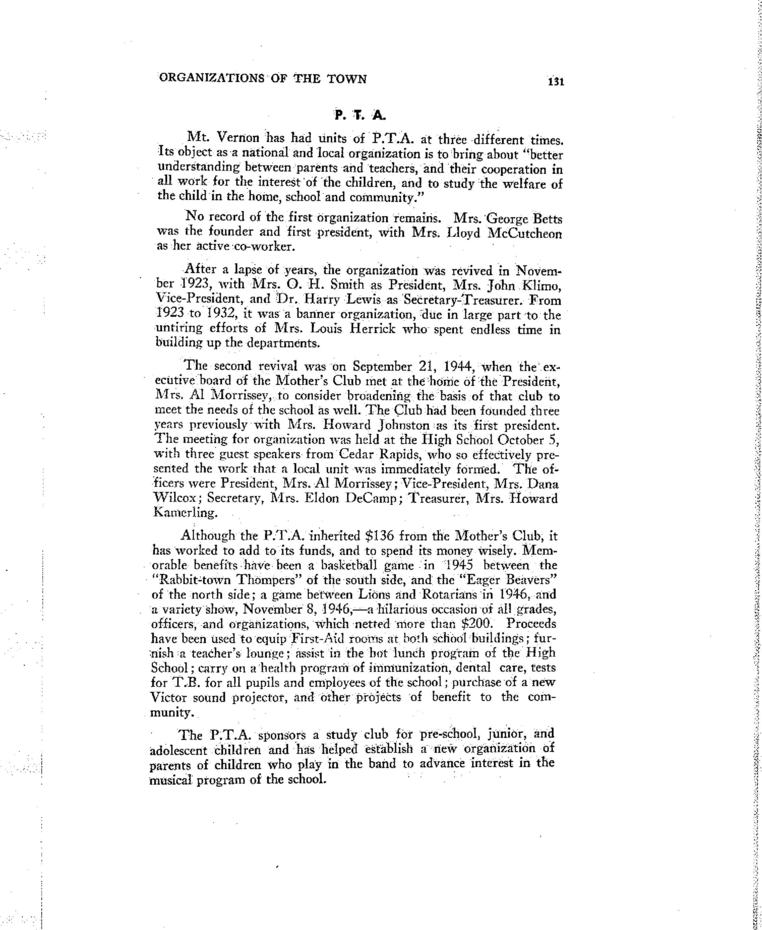 ORGANIZATIONS OF THE TOWN 131
P. T. A.
Mt. Vernon has had units of P.T.A. at three different times.
Its object as a national and local organization is to bring about “better
understanding between parents and teachers, and their cooperation in
all work for the interest of the children, and to study the welfare of
the child in the home, school and community.”
No record of the first organization remains. Mrs. George Betts
was the founder and first president, with Mrs. Lloyd McCutcheon
as her active co-worker.
After a lapse of years, the organization was revived in Novem-
ber 1923, with Mrs. O. H. Smith as President, Mrs. John Klimo,
Vice-President, and Dr. Harry Lewis as Secretary-Treasurer. From
1923 to 1932, it was a banner organization, due in large part to the
untiring efforts of Mrs. Louis Herrick who spent endless time in
building up the departments.
The second revival was on September 21, 1944, when the ex-
ecutive board of the Mother’s Club met at the home of the President,
Mrs. Al Morrissey, to consider broadening the basis of that club to
meet the needs of the school as well. The Club had been founded three
years previously with Mrs. Howard Johnston as its first president.
The meeting for organization was held at the High School October 5,
with three guest speakers from Cedar Rapids, who so effectively pre-
sented the work that a local unit was immediately formed. The of-
ficers were President, Mrs. Al Morrissey; Vice-President, Mrs. Dana
Wilcox; Secretary, Mrs. Eldon DeCamp; Treasurer, Mrs. Howard
Kamerling.
Although the P.T.A. inherited $136 from the Mother’s Club, it
has worked to add to its funds, and to spend its money wisely. Mem-
orable benefits have been a basketball game in 1945 between the
“Rabbit-town Thompers” of the south side, and the “Eager Beavers”
of the north side; a game between Lions and Rotarians in 1946, and
a variety show, November 8, 1946,—a hilarious occasion of all grades,
officers, and organizations, which netted more than $200. Proceeds
have been used to equip First-Aid rooms at both school buildings; fur-
nish a teacher’s lounge; assist in the hot lunch program of the High
School; carry on a health program of immunization, dental care, tests
for T.B. for all pupils and employees of the school; purchase of a new
Victor sound projector, and other projects of benefit to the com-
munity.
The P.T.A. sponsors a study club for pre-school, junior, and
adolescent children and has helped establish a new organization of
parents of children who play in the band to advance interest in the
musical program of the school.